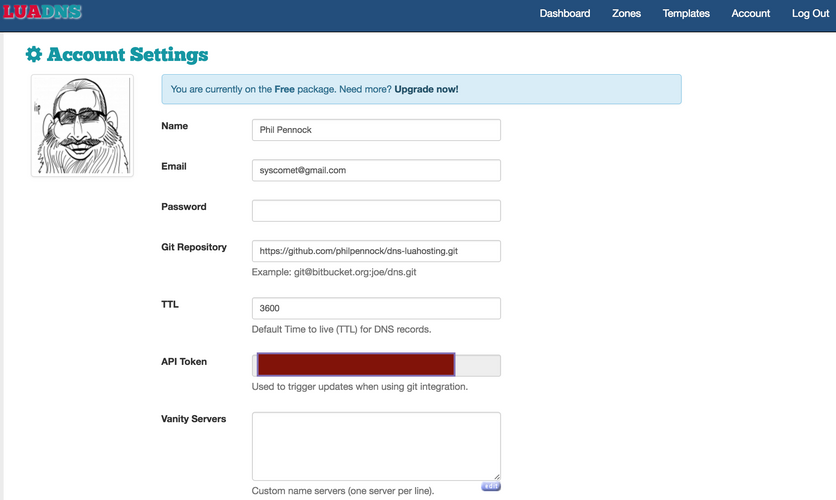 LUADNS
Dashboard Zones Templates Account Log Out
Account Settings
You are currently on the Free package. Need more? Upgrade now!
Name
Phil Pennock
Email
syscomet@gmail.com
Password
Git Repository
https://github.com/philpennock/dns-luahosting.git
Example: git@bitbucket.org:joe/dns.git
TTL
3600
Default Time to live (TTL) for DNS records.
API Token
Used to trigger updates when using git integration.
Vanity Servers
edit
Custom name servers (one server per line).